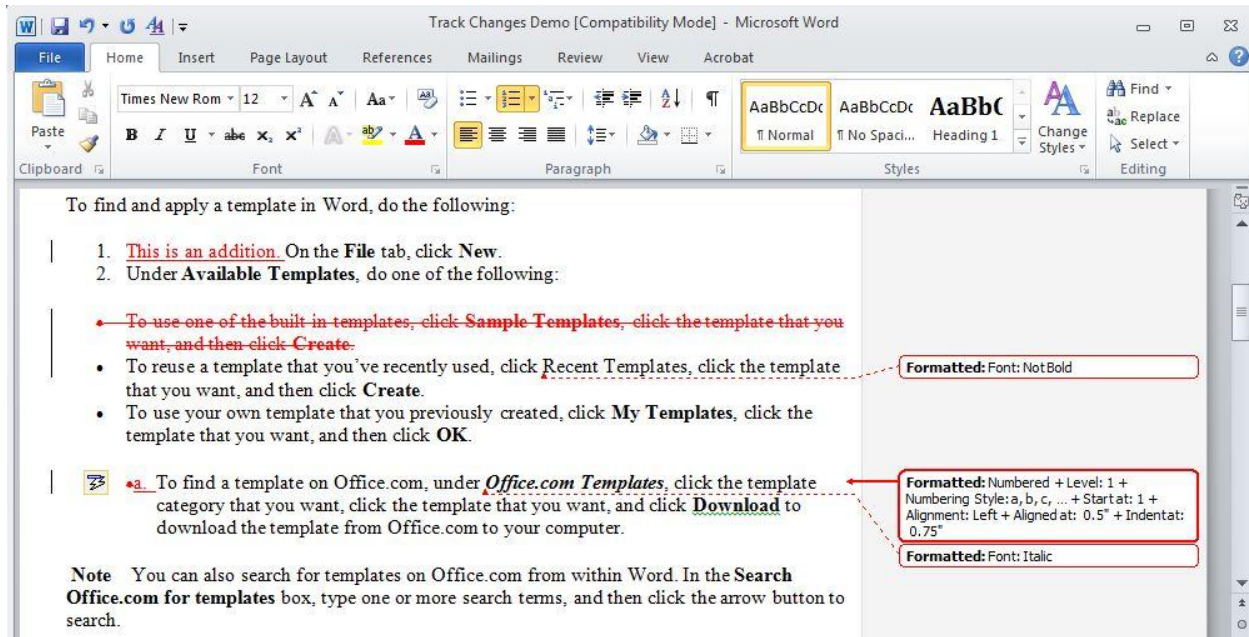 Track Changes Demo [Compatibility Mode] - Microsoft Word
File Home Insert Page Layout References Mailings Review View Acrobat
Times New Rom 12 A A Aa
Paste
B I U abc x₂ x² A ab A
AaBbCcDc AaBbCcDc AaBb(
¶ Normal ¶ No Spaci... Heading 1
Change Styles
Find
Replace
Select
Clipboard Font Paragraph Styles Editing
To find and apply a template in Word, do the following:
1. This is an addition. On the File tab, click New.
2. Under Available Templates, do one of the following:
• To use one of the built in templates, click Sample Templates, click the template that you
want, and then click Create.
• To reuse a template that you've recently used, click Recent Templates, click the template
that you want, and then click Create.
Formatted: Font: Not Bold
• To use your own template that you previously created, click My Templates, click the
template that you want, and then click OK.
•a. To find a template on Office.com, under Office.com Templates, click the template
category that you want, click the template that you want, and click Download to
download the template from Office.com to your computer.
Formatted: Numbered + Level: 1 +
Numbering Style: a, b, c, ... + Start at: 1 +
Alignment: Left + Aligned at: 0.5" + Indent at:
0.75"
Formatted: Font: Italic
Note You can also search for templates on Office.com from within Word. In the Search
Office.com for templates box, type one or more search terms, and then click the arrow button to
search.